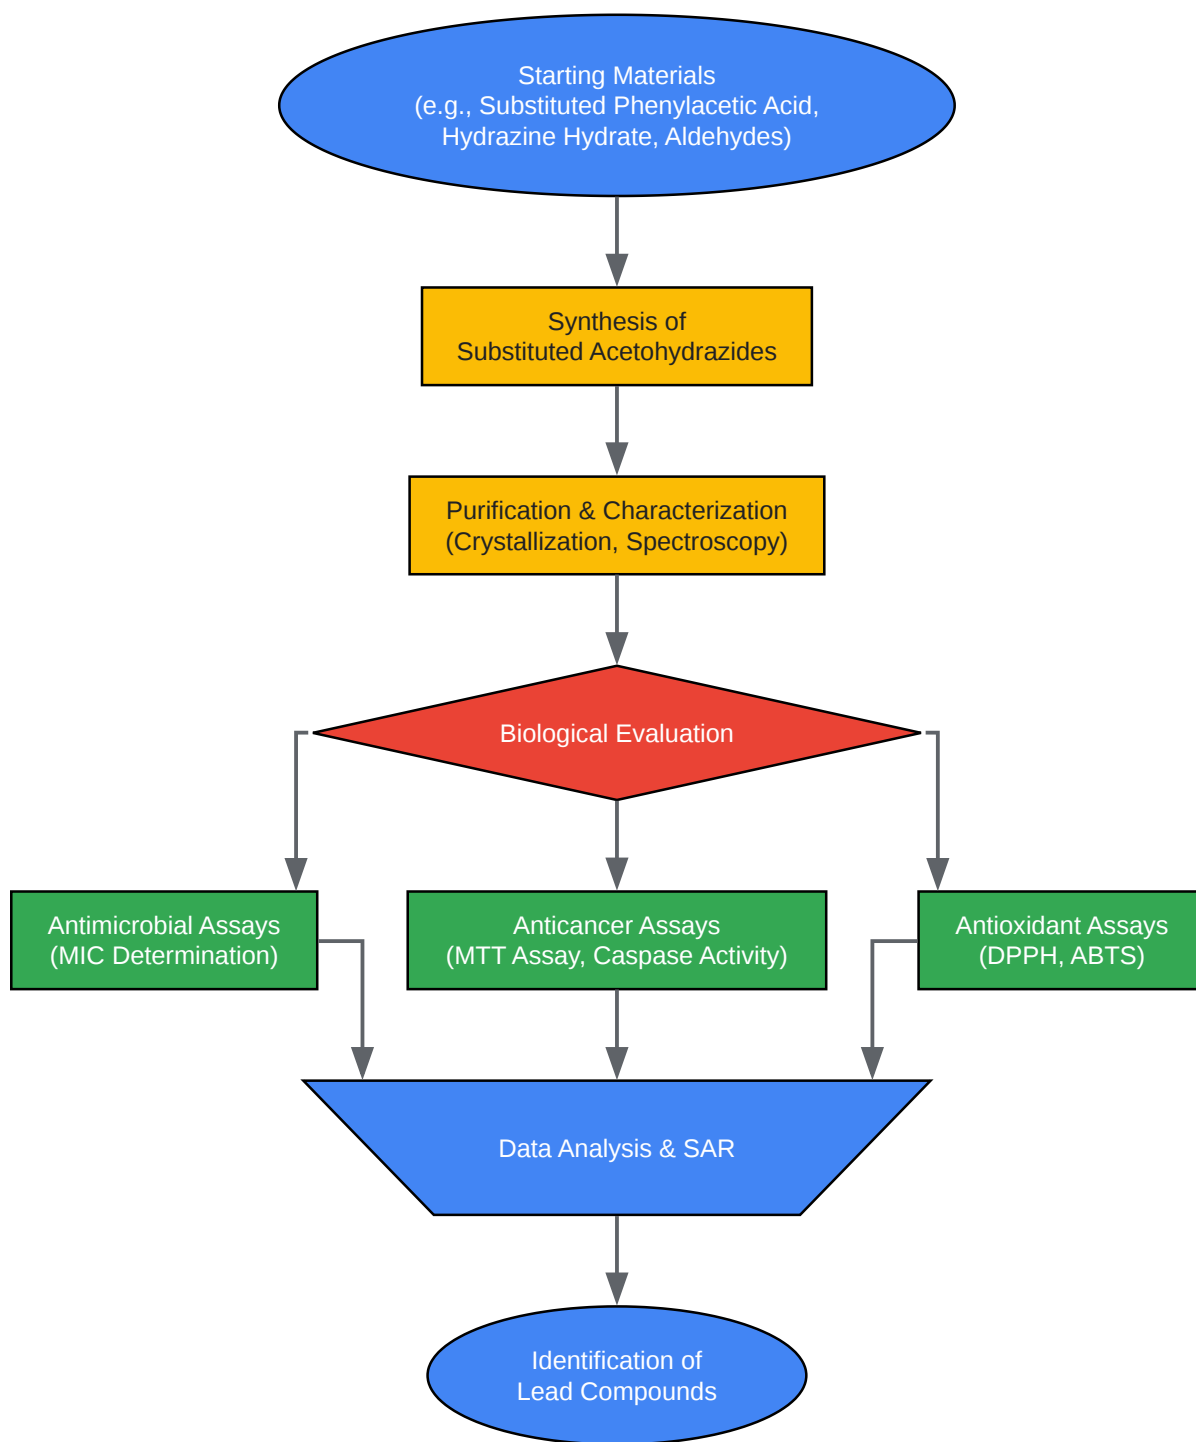 Starting Materials
(e.g., Substituted Phenylacetic Acid,
Hydrazine Hydrate, Aldehydes)
Synthesis of
Substituted Acetohydrazides
Purification & Characterization
(Crystallization, Spectroscopy)
Biological Evaluation
Antimicrobial Assays
(MIC Determination)
Anticancer Assays
(MTT Assay, Caspase Activity)
Antioxidant Assays
(DPPH, ABTS)
Data Analysis & SAR
Identification of
Lead Compounds